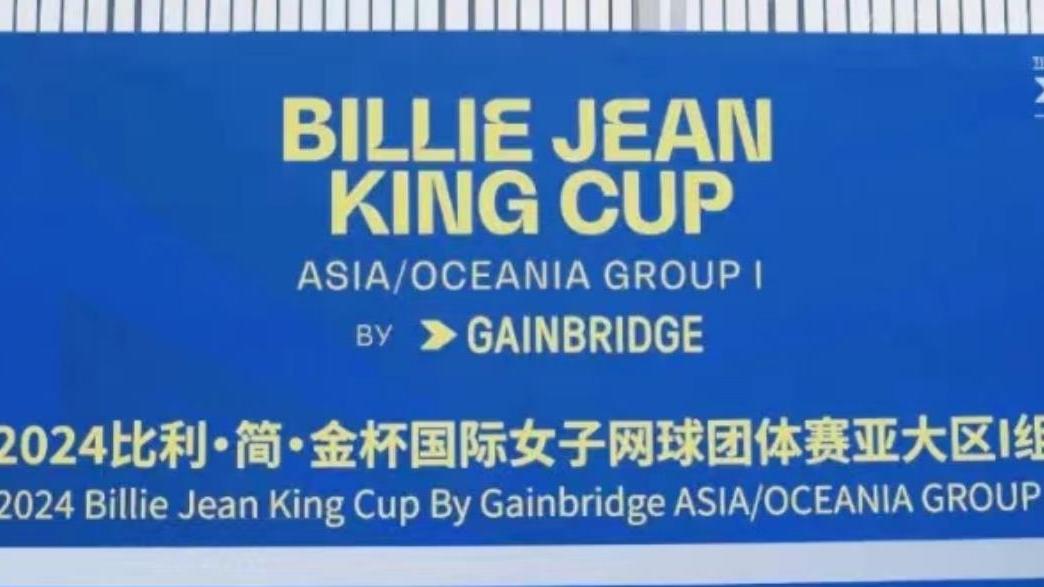 BILLIE JEAN
KING CUP
ASIA/OCEANIA GROUP I
BY GAINBRIDGE
2024比利·简·金杯国际女子网球团体赛亚大区I组
2024 Billie Jean King Cup By Gainbridge ASIA/OCEANIA GROUP